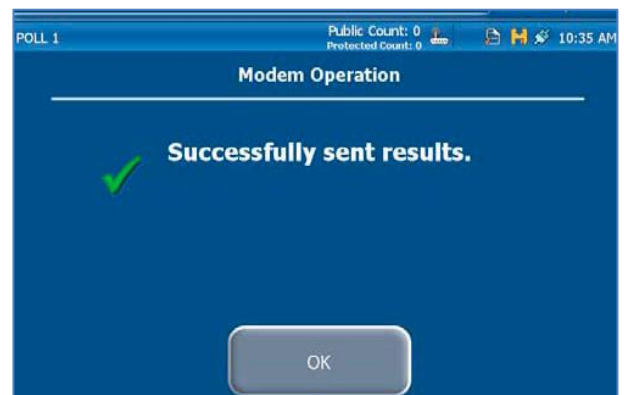 POLL 1
Public Count: 0
Protected Count: 0
10:35 AM
Modem Operation
Successfully sent results.
OK